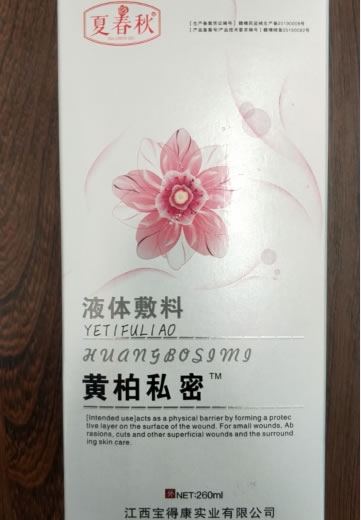 夏春秋®
液体敷料
YETIFULIAO
HUANGBOSIMI
黄柏私密™
[Intended use]acts as a physical barrier by forming a protec
tive layer on the surface of the wound. For small wounds, Ab
rasions, cuts and other superficial wounds and the surround
ing skin care.
NET:260ml
江西宝得康实业有限公司